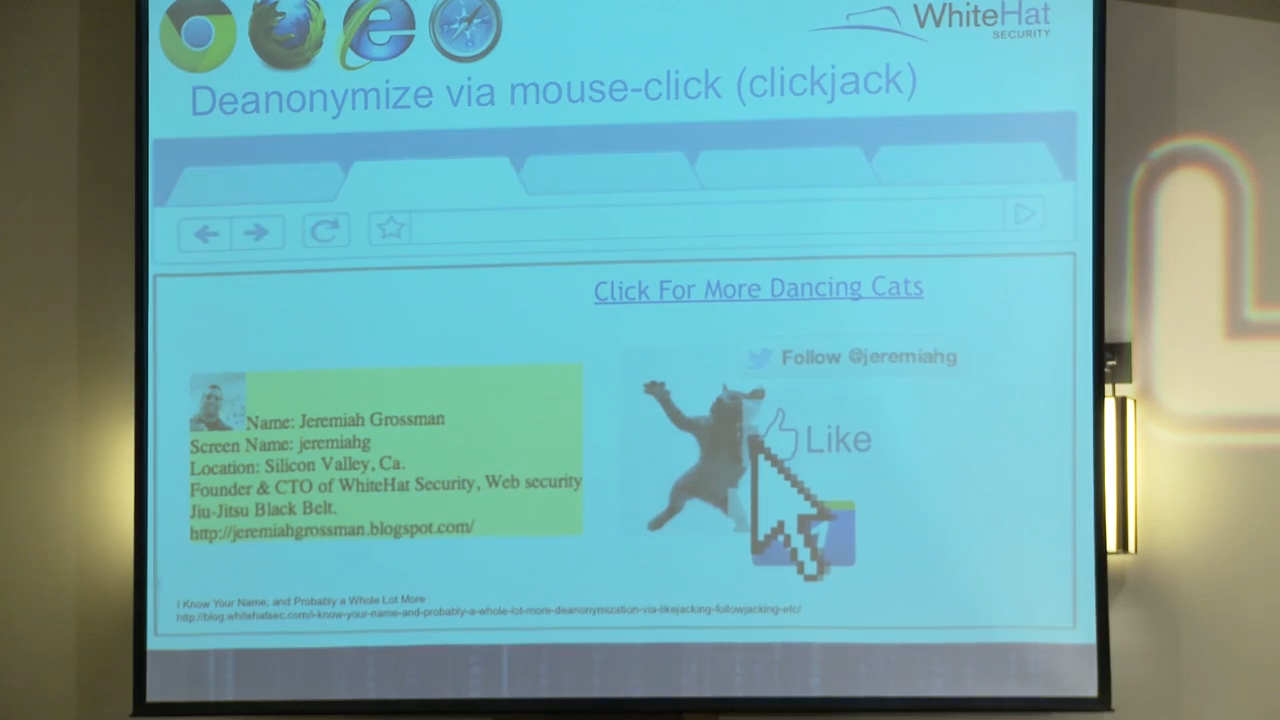 WhiteHat
SECURITY
Deanonymize via mouse-click (clickjack)
Click For More Dancing Cats
Follow @jeremiahg
Like
Name: Jeremiah Grossman
Screen Name: jeremiahg
Location: Silicon Valley, Ca.
Founder & CTO of WhiteHat Security, Web security
Jiu-Jitsu Black Belt.
http://jeremiahgrossman.blogspot.com/
I Know Your Name, and Probably a Whole Lot More
http://blog.whitehatsec.com/i-know-your-name-and-probably-a-whole-lot-more-deanonymization-via-likejacking-followjacking-etc/